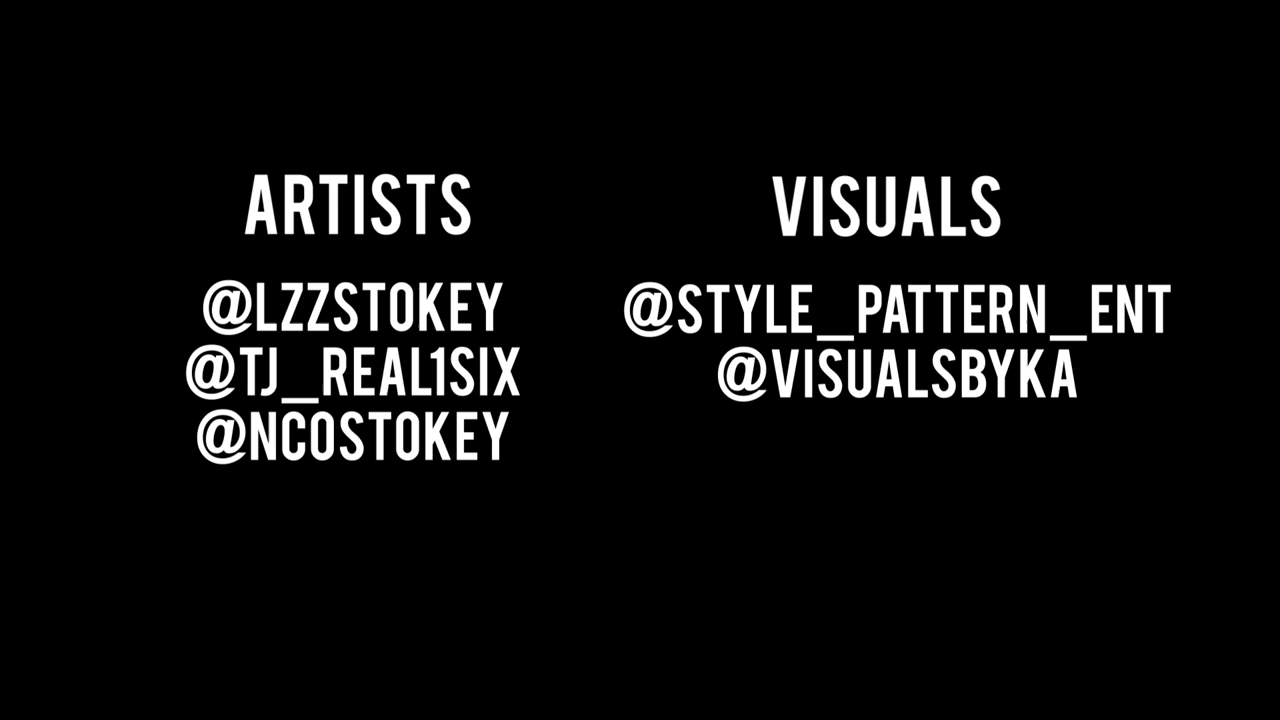 ARTISTS
@LZZSTOKEY
@TJ_REAL1SIX
@NCOSTOKEY
VISUALS
@STYLE_PATTERN_ENT
@VISUALSBYKA